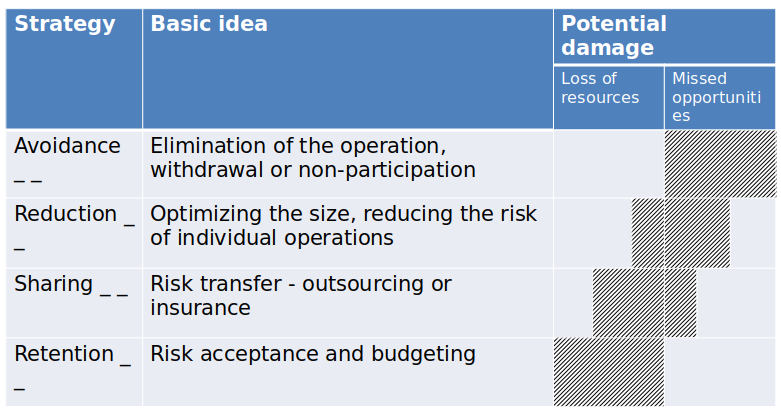 Strategy
Basic idea
Potential
damage
Loss of
resources
Missed
opportuniti
es
Avoidance
_ _
Elimination of the operation,
withdrawal or non-participation
Reduction _
_
Optimizing the size, reducing the risk
of individual operations
Sharing _ _
Risk transfer - outsourcing or
insurance
Retention _
_
Risk acceptance and budgeting